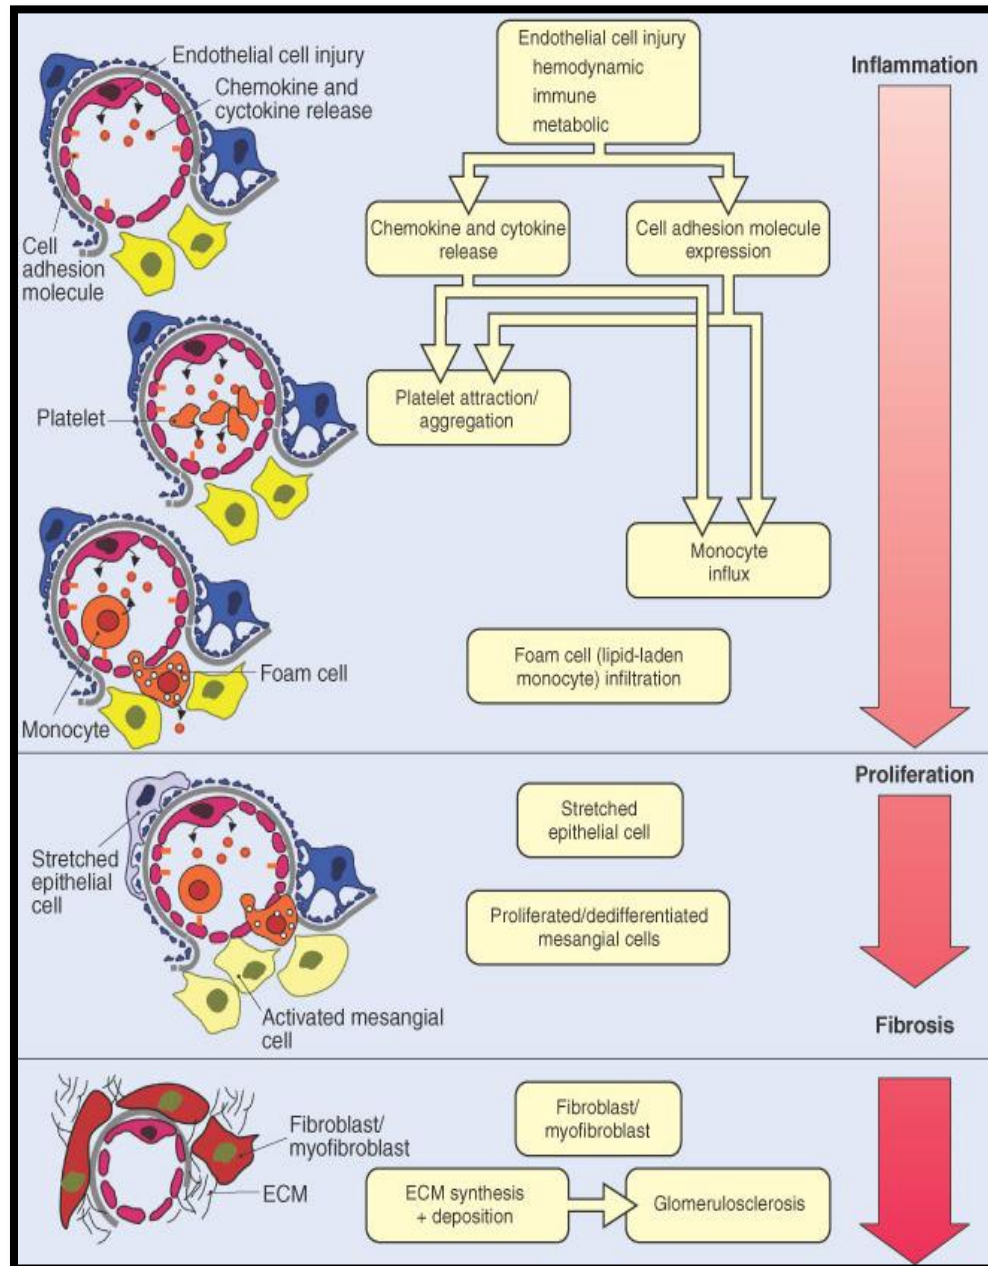 Endothelial cell injury
Chemokine and
cyctokine release
Cell
adhesion
molecule
Endothelial cell injury
hemodynamic
immune
metabolic
Inflammation
Chemokine and cytokine
release
Cell adhesion molecule
expression
Platelet
Platelet attraction/
aggregation
Monocyte
influx
Foam cell
Monocyte
Foam cell (lipid-laden
monocyte) infiltration
Proliferation
Stretched
epithelial
cell
Stretched
epithelial cell
Proliferated/dedifferentiated
mesangial cells
Activated mesangial
cell
Fibrosis
Fibroblast/
myofibroblast
ECM
Fibroblast/
myofibroblast
ECM synthesis
+ deposition
Glomerulosclerosis